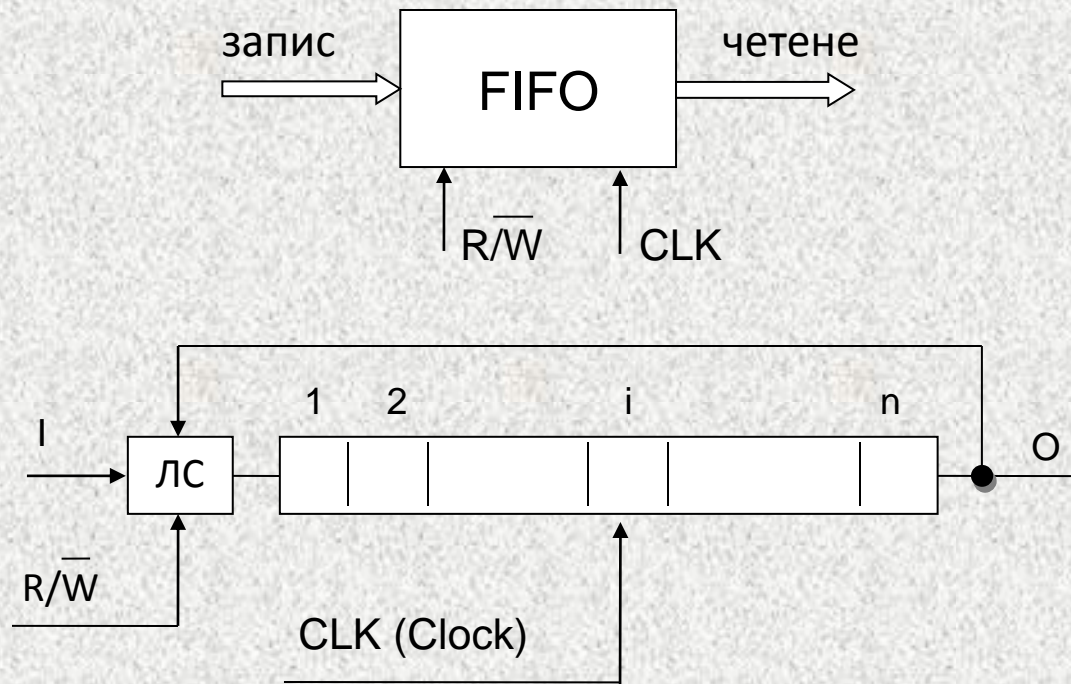 запис
четене
FIFO
R/W̅
CLK
1 2 i n
I
ЛС
O
R/W̅
CLK (Clock)